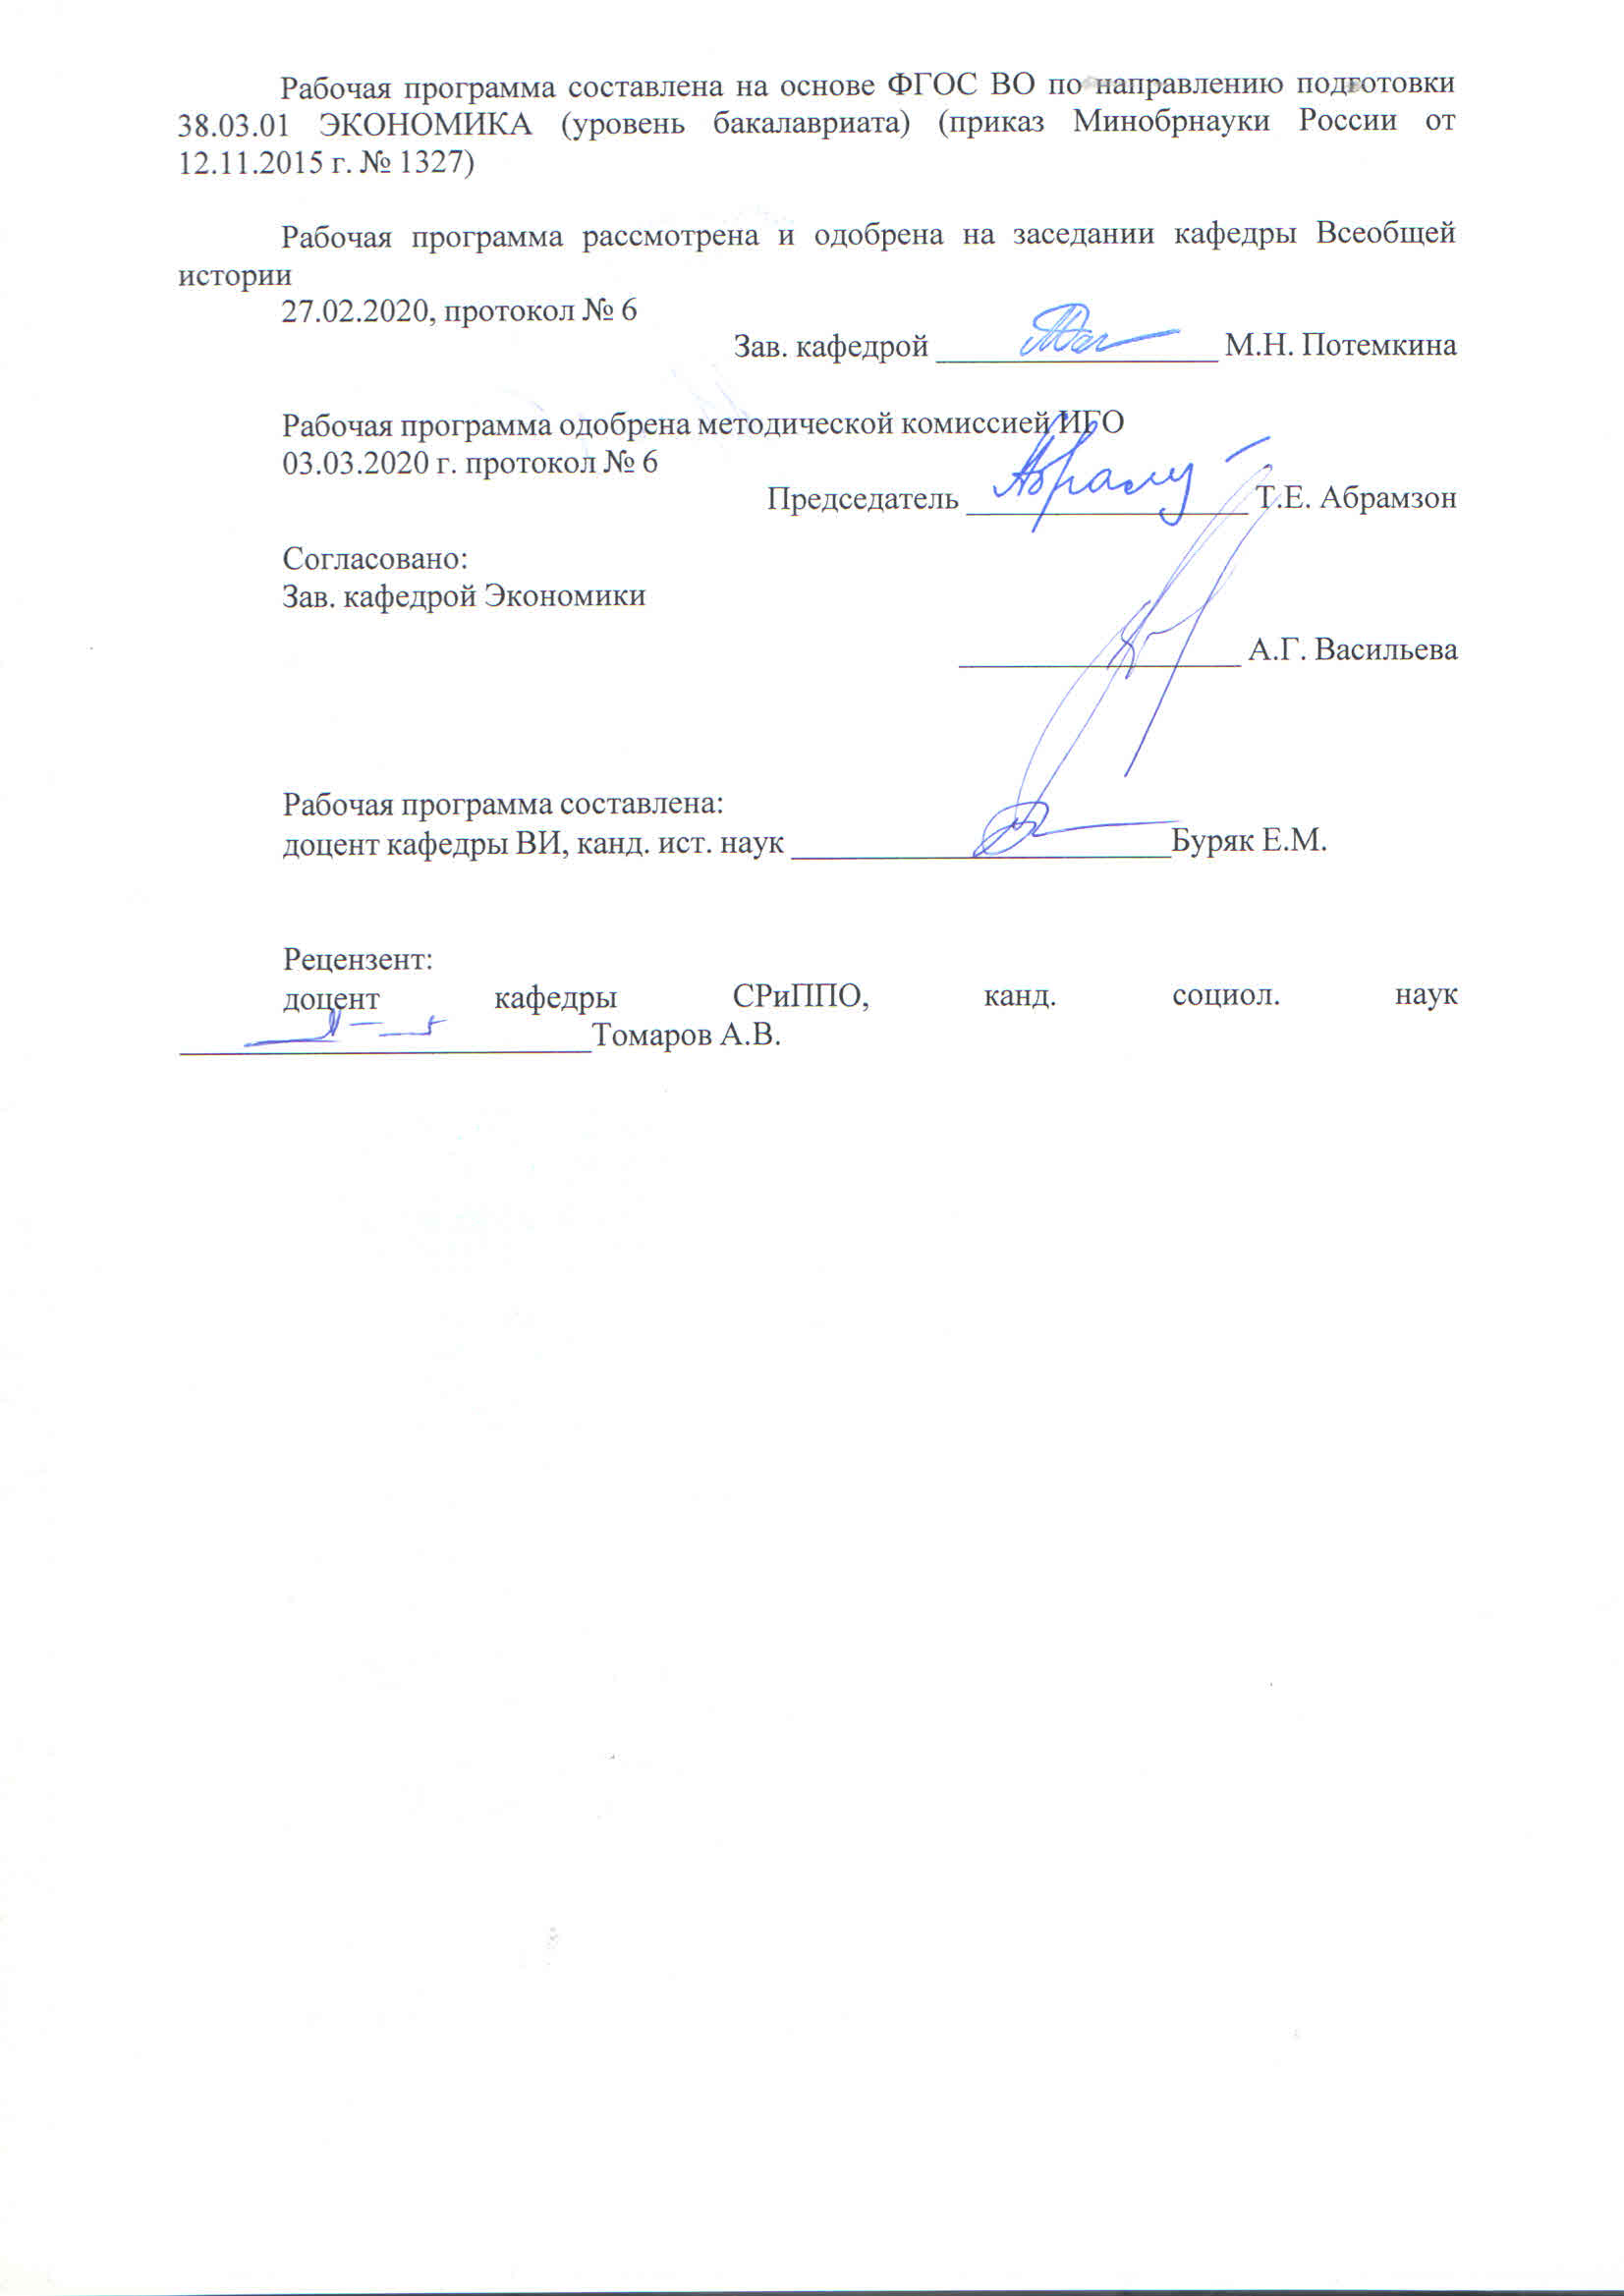 Рабочая программа составлена на основе ФГОС ВО по направлению подготовки
38.03.01 ЭКОНОМИКА (уровень бакалавриата) (приказ Минобрнауки России от
12.11.2015 г. № 1327)
Рабочая программа рассмотрена и одобрена на заседании кафедры Всеобщей
истории
27.02.2020, протокол № 6
Зав. кафедрой ________________ М.Н. Потемкина
Рабочая программа одобрена методической комиссией ИГО
03.03.2020 г. протокол № 6
Председатель ________________ Т.Е. Абрамзон
Согласовано:
Зав. кафедрой Экономики
________________ А.Г. Васильева
Рабочая программа составлена:
доцент кафедры ВИ, канд. ист. наук ______________________Буряк Е.М.
Рецензент:
доцент кафедры СРиППО, канд. социол. наук
________________________Томаров А.В.